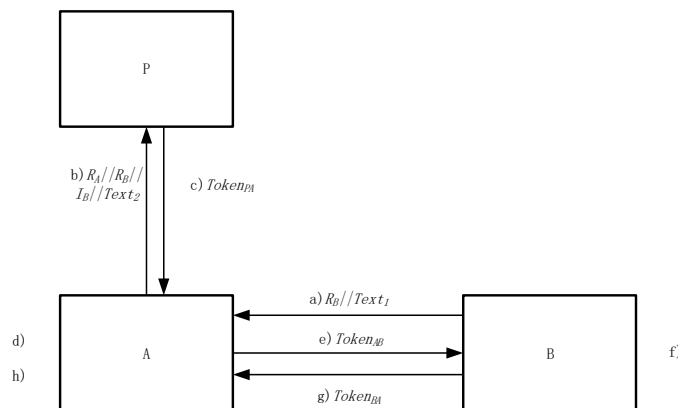 P
b) R_A//R_B//
I_B//Text_2
c) Token_PA
a) R_B//Text_1
d)
A
e) Token_AB
B
f)
h)
g) Token_BA